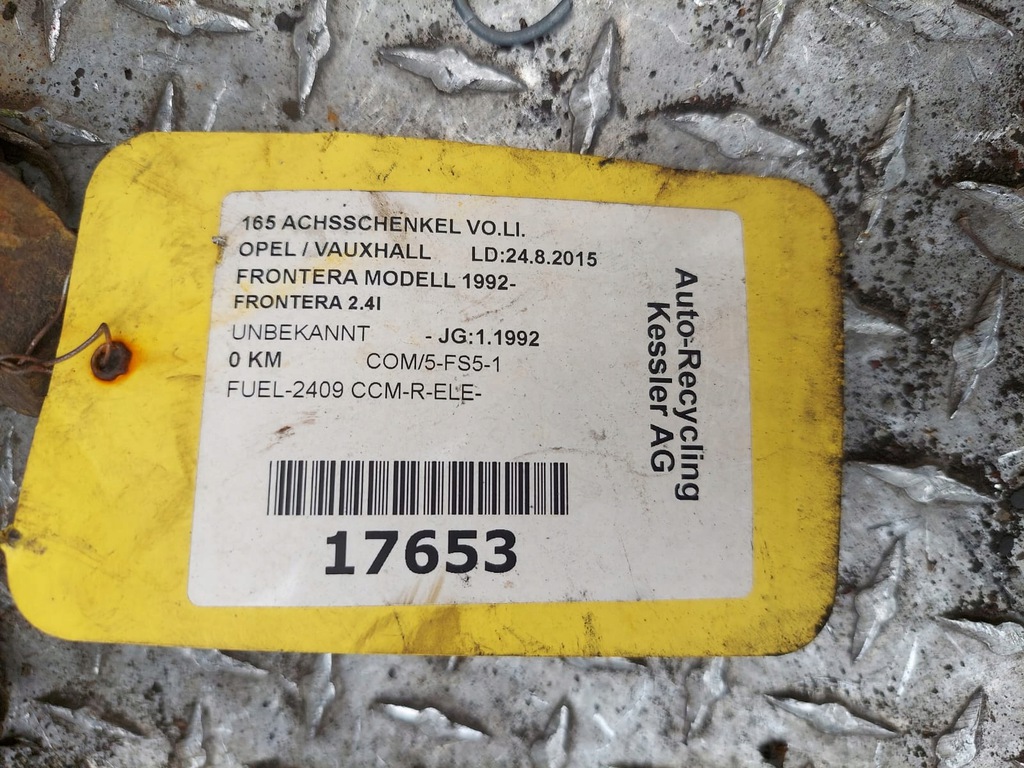 165 ACHSSCHENKEL VO.LI.
OPEL / VAUXHALL LD:24.8.2015
FRONTERA MODELL 1992-
FRONTERA 2.4I
UNBEKANNT - JG:1.1992
0 KM COM/5-FS5-1
FUEL-2409 CCM-R-ELE-
17653
Auto-Recycling
Kessler AG